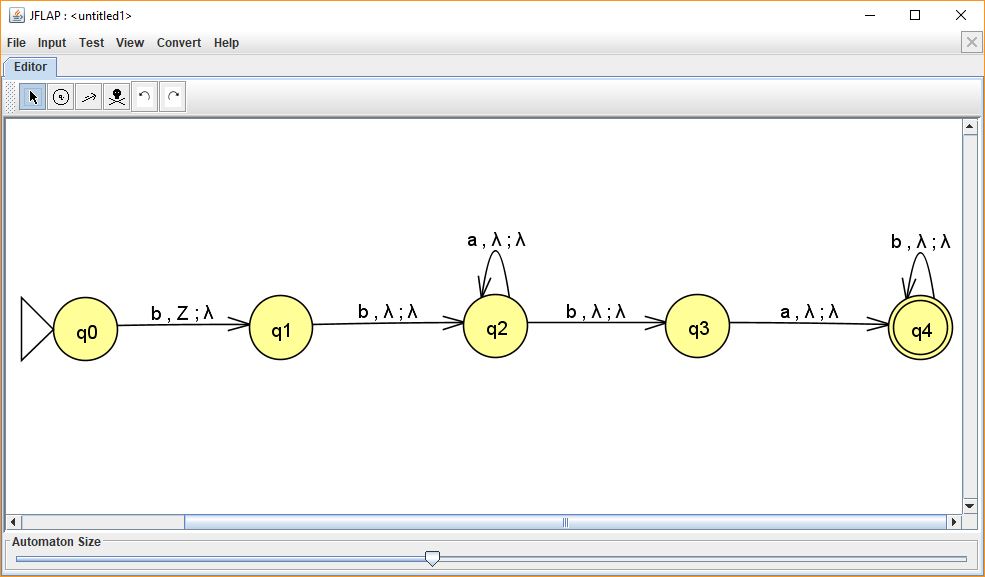 JFLAP : <untitled1>
File Input Test View Convert Help
Editor
a , λ ; λ
b , λ ; λ
b , Z ; λ
b , λ ; λ
b , λ ; λ
a , λ ; λ
q0
q1
q2
q3
q4
Automaton Size